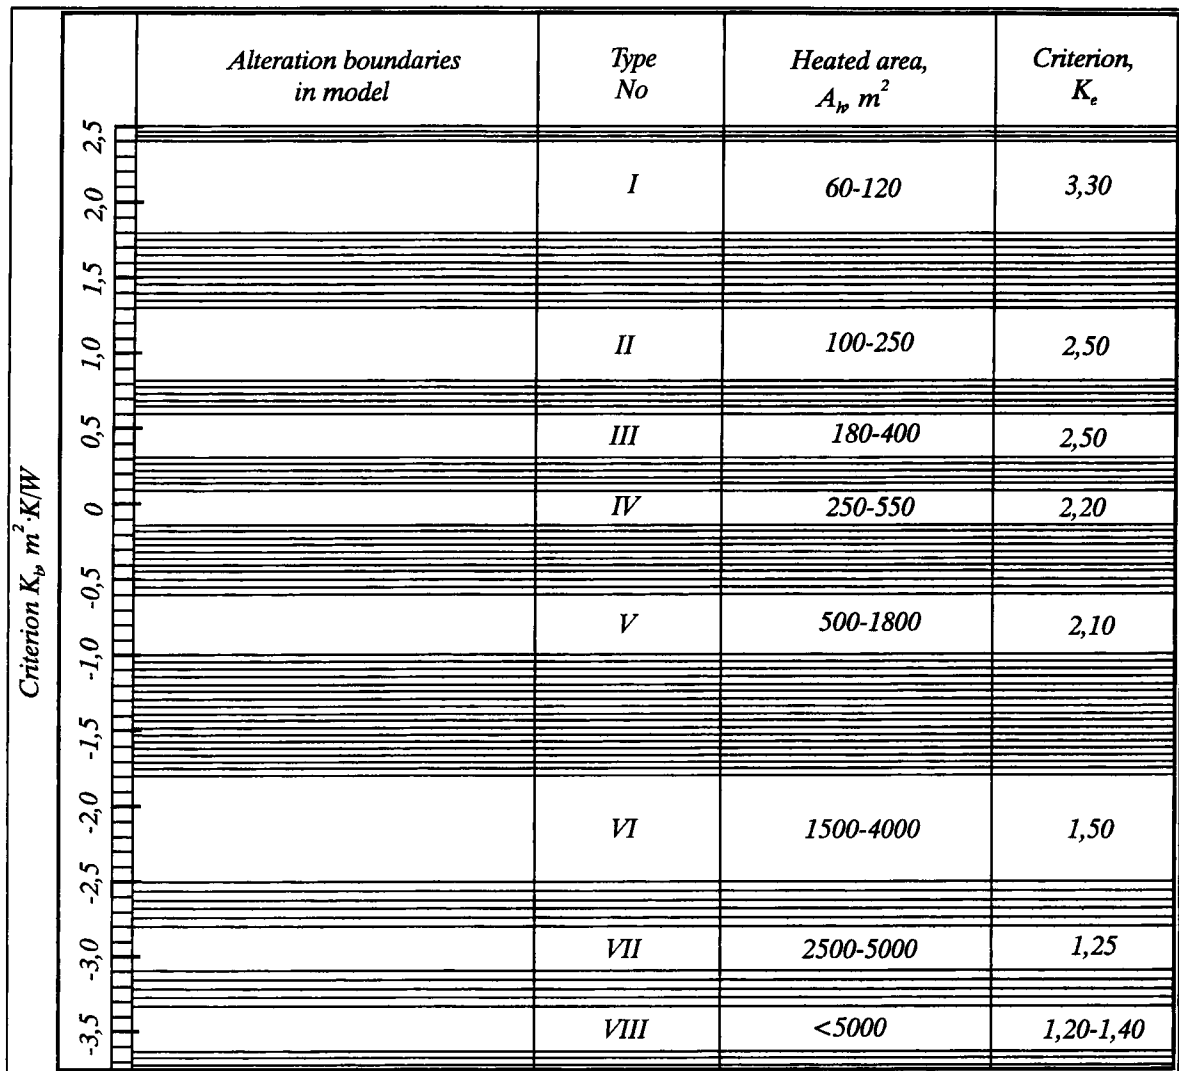 Alteration boundaries
in model
Type
No
Heated area,
A_h, m²
Criterion,
K_e
Criterion K_b, m²·K/W
2,5
2,0
1,5
1,0
0,5
0
-0,5
-1,0
-1,5
-2,0
-2,5
-3,0
-3,5
I 60-120 3,30
II 100-250 2,50
III 180-400 2,50
IV 250-550 2,20
V 500-1800 2,10
VI 1500-4000 1,50
VII 2500-5000 1,25
VIII <5000 1,20-1,40